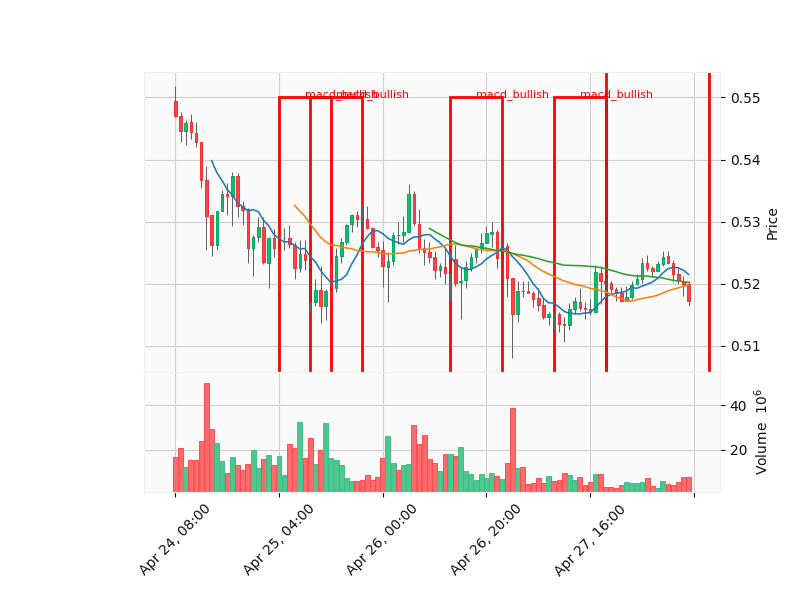 macd_bullish
macd_bullish
macd_bullish
macd_bullish
0.55
0.54
0.53
0.52
0.51
Price
40
20
Volume 10^6
Apr 24, 08:00
Apr 25, 04:00
Apr 26, 00:00
Apr 26, 20:00
Apr 27, 16:00